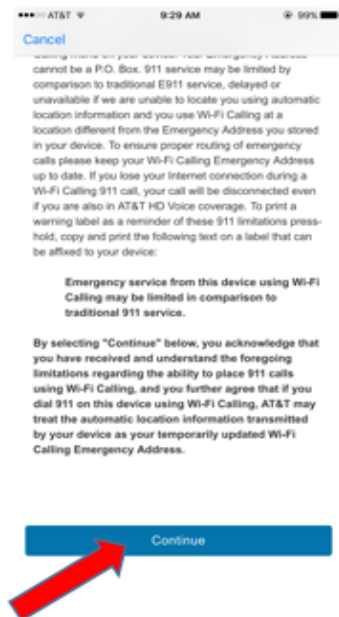 AT&T 9:29 AM 99%
Cancel
Calling menu on your device. Your Emergency Address
cannot be a P.O. Box. 911 service may be limited by
comparison to traditional E911 service, delayed or
unavailable if we are unable to locate you using automatic
location information and you use Wi-Fi Calling at a
location different from the Emergency Address you stored
in your device. To ensure proper routing of emergency
calls please keep your Wi-Fi Calling Emergency Address
up to date. If you lose your Internet connection during a
Wi-Fi Calling 911 call, your call will be disconnected even
if you are also in AT&T HD Voice coverage. To print a
warning label as a reminder of these 911 limitations press-
hold, copy and print the following text on a label that can
be affixed to your device:
Emergency service from this device using Wi-Fi
Calling may be limited in comparison to
traditional 911 service.
By selecting "Continue" below, you acknowledge that
you have received and understand the foregoing
limitations regarding the ability to place 911 calls
using Wi-Fi Calling, and you further agree that if you
dial 911 on this device using Wi-Fi Calling, AT&T may
treat the automatic location information transmitted
by your device as your temporarily updated Wi-Fi
Calling Emergency Address.
Continue